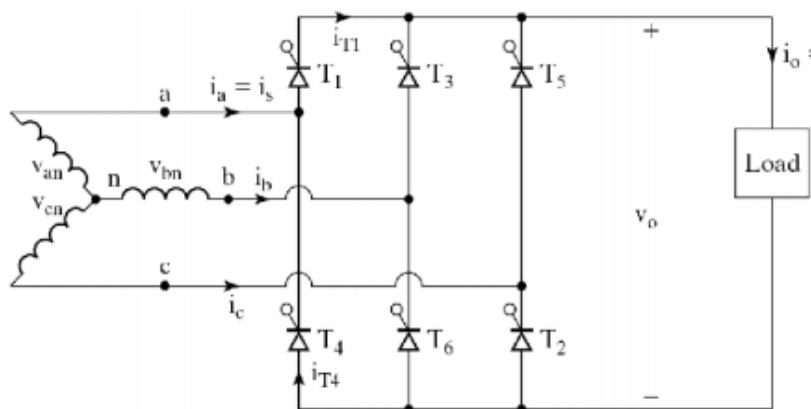 i_T1
+
T_1
T_3
T_5
i_o =
a
i_a = i_s
v_an
n
v_bn
b
i_b
Load
v_cn
v_o
c
i_c
T_4
T_6
T_2
i_T4
−